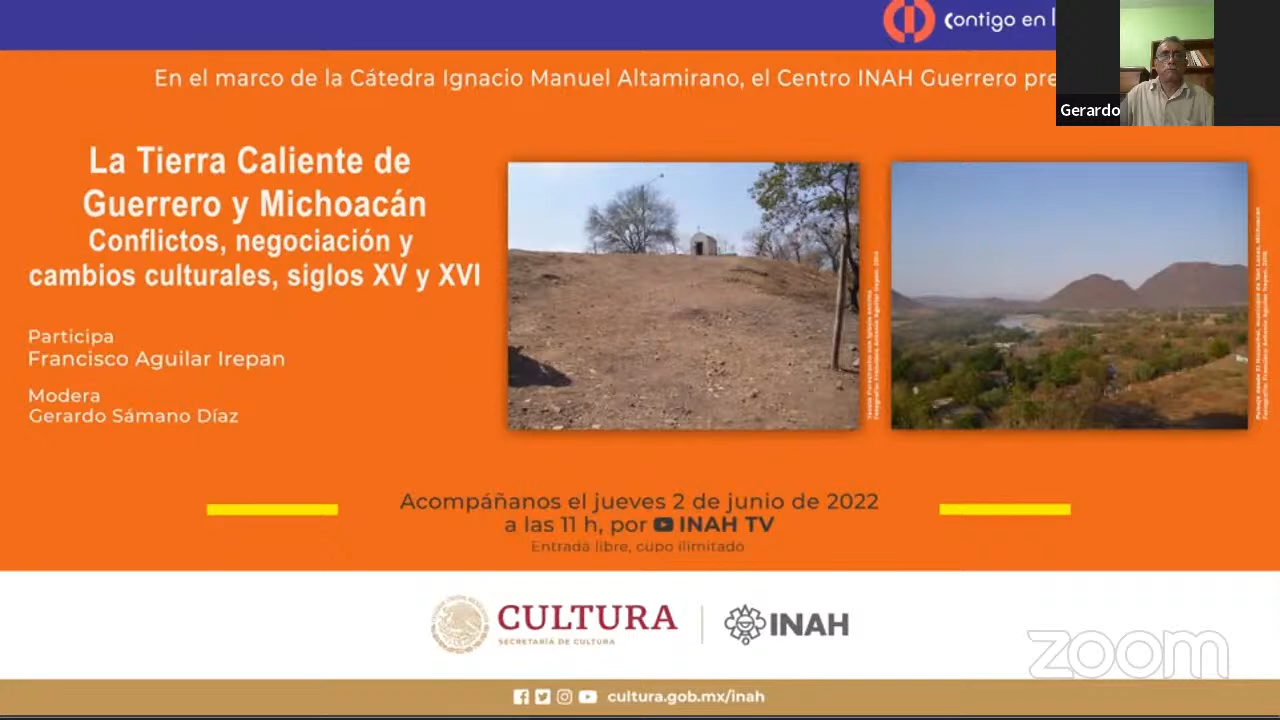 Contigo en l
En el marco de la Cátedra Ignacio Manuel Altamirano, el Centro INAH Guerrero pre
Gerardo
La Tierra Caliente de
Guerrero y Michoacán
Conflictos, negociación y
cambios culturales, siglos XV y XVI
Participa
Francisco Aguilar Irepan
Modera
Gerardo Sámano Díaz
Acompáñanos el jueves 2 de junio de 2022
a las 11 h, por INAH TV
Entrada libre, cupo ilimitado
CULTURA
SECRETARÍA DE CULTURA
INAH
zoom
cultura.gob.mx/inah